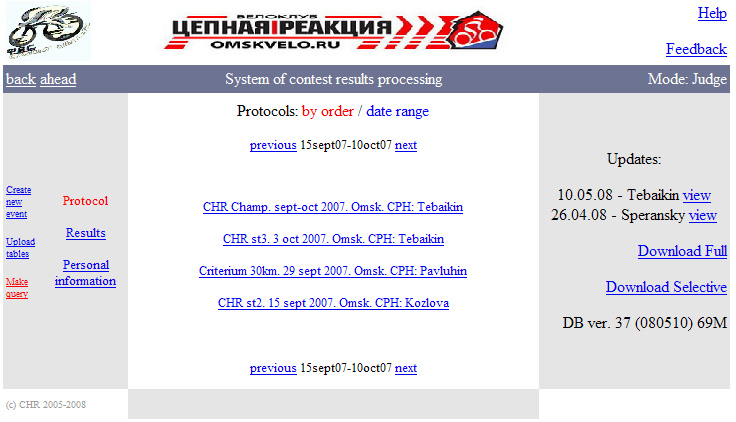 Help
ВЕЛОКЛУБ
ЦЕПНАЯ РЕАКЦИЯ
OMSKVELO.RU
ФВС
Feedback
back ahead
System of contest results processing
Mode: Judge
Protocols: by order / date range
previous 15sept07-10oct07 next
Create
new
event
Upload
tables
Make
query
Protocol
Results
Personal
information
CHR Champ. sept-oct 2007. Omsk. CPH: Tebaikin
CHR st3. 3 oct 2007. Omsk. CPH: Tebaikin
Criterium 30km. 29 sept 2007. Omsk. CPH: Pavluhin
CHR st2. 15 sept 2007. Omsk. CPH: Kozlova
previous 15sept07-10oct07 next
Updates:
10.05.08 - Tebaikin view
26.04.08 - Speransky view
Download Full
Download Selective
DB ver. 37 (080510) 69M
(c) CHR 2005-2008